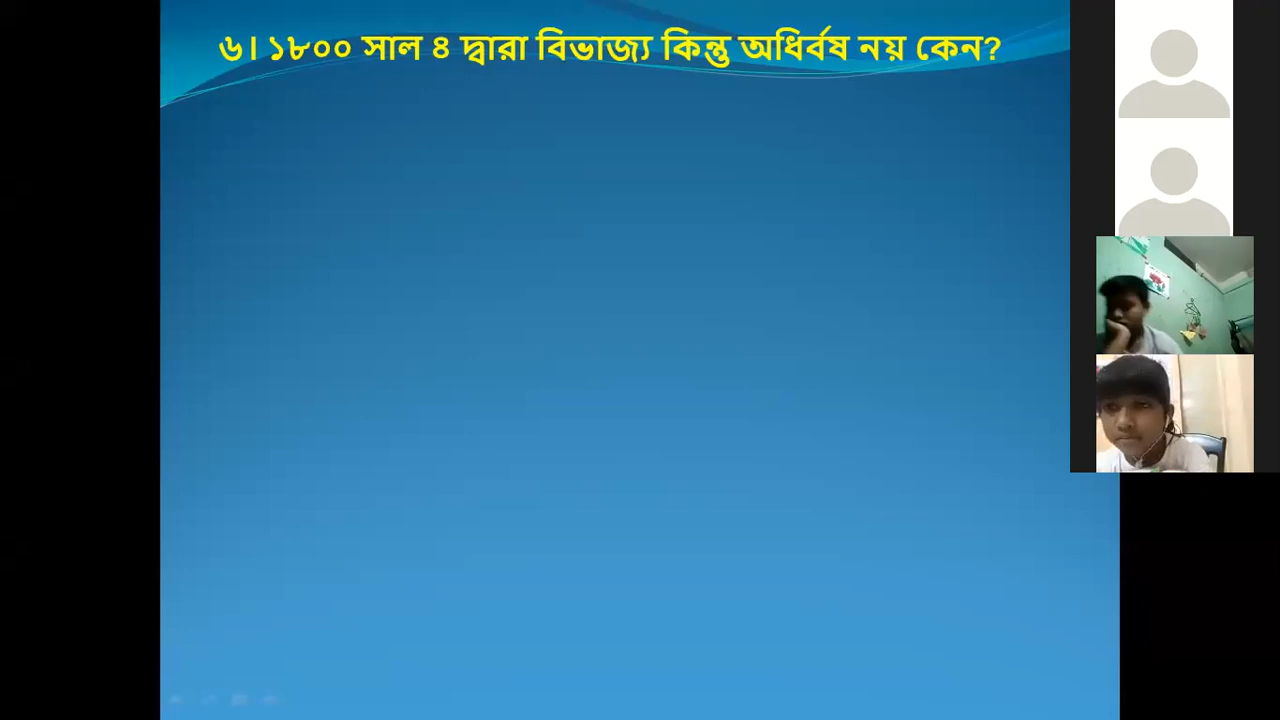 ৬। ১৮০০ সাল ৪ দ্বারা বিভাজ্য কিন্তু অধির্বষ নয় কেন?